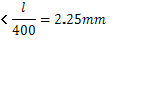 < l/400 = 2.25mm